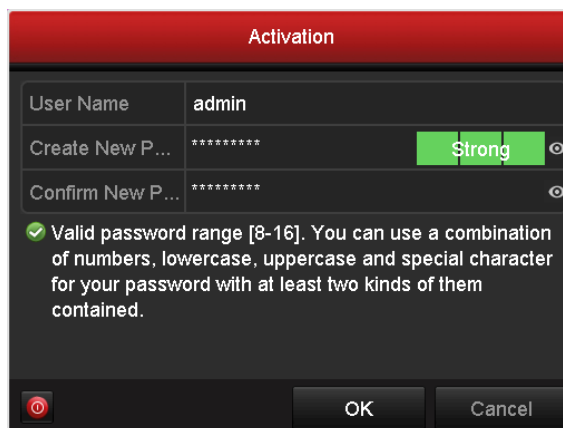 Activation
User Name admin
Create New P... ********* Strong
Confirm New P... *********
Valid password range [8-16]. You can use a combination
of numbers, lowercase, uppercase and special character
for your password with at least two kinds of them
contained.
OK Cancel